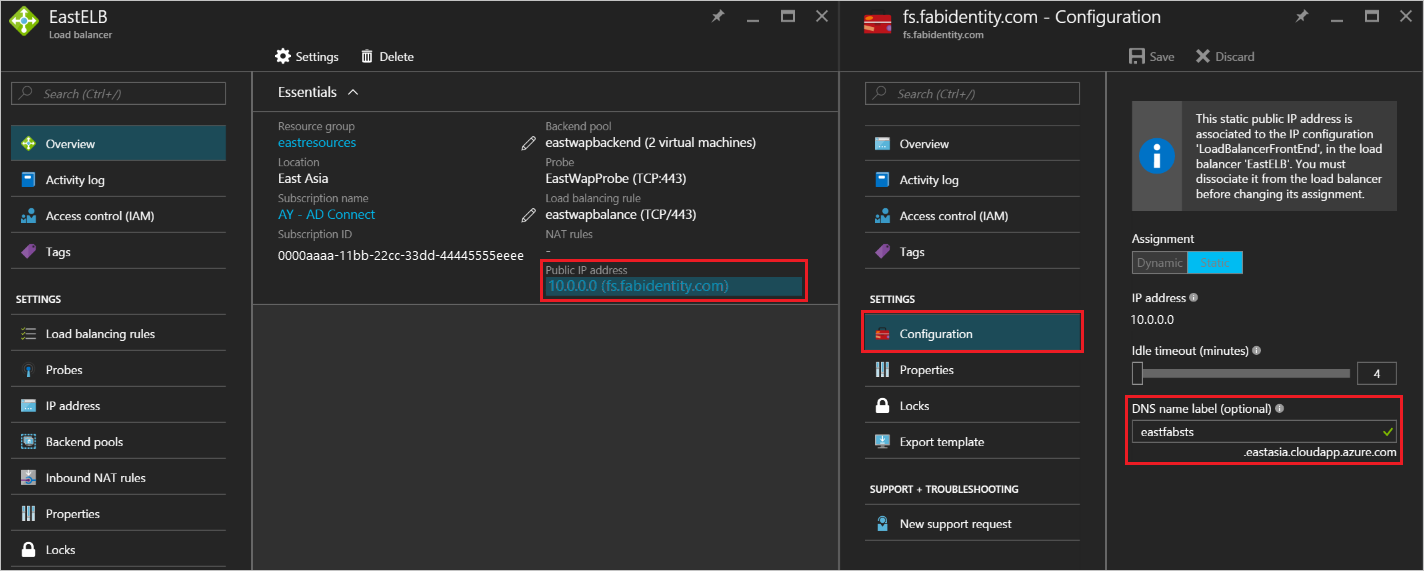 EastELB
Load balancer
Settings
Delete
Search (Ctrl+/)
Overview
Activity log
Access control (IAM)
Tags
SETTINGS
Load balancing rules
Probes
IP address
Backend pools
Inbound NAT rules
Properties
Locks
Essentials
Resource group
eastresources
Location
East Asia
Subscription name
AY - AD Connect
Subscription ID
0000aaaa-11bb-22cc-33dd-44445555eeee
Backend pool
eastwapbackend (2 virtual machines)
Probe
EastWapProbe (TCP:443)
Load balancing rule
eastwapbalance (TCP/443)
NAT rules
-
Public IP address
10.0.0.0 (fs.fabidentity.com)
fs.fabidentity.com - Configuration
fs.fabidentity.com
Save
Discard
Search (Ctrl+/)
Overview
Activity log
Access control (IAM)
Tags
SETTINGS
Configuration
Properties
Locks
Export template
SUPPORT + TROUBLESHOOTING
New support request
This static public IP address is
associated to the IP configuration
'LoadBalancerFrontEnd', in the load
balancer 'EastELB'. You must
dissociate it from the load balancer
before changing its assignment.
Assignment
Dynamic
Static
IP address
10.0.0.0
Idle timeout (minutes)
4
DNS name label (optional)
eastfabsts
.eastasia.cloudapp.azure.com